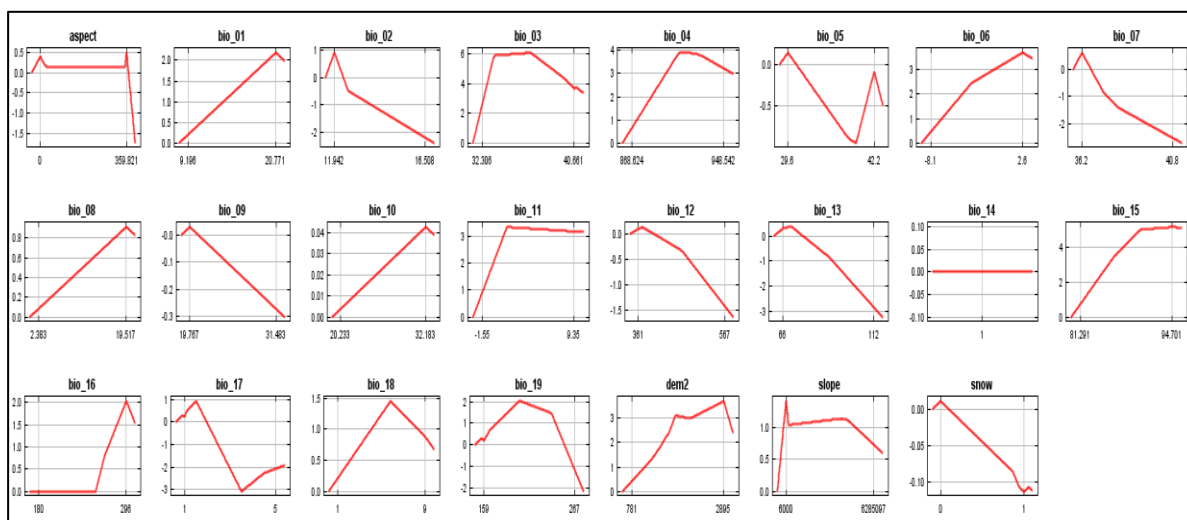 aspect bio_01 bio_02 bio_03 bio_04 bio_05 bio_06 bio_07
0.5 0.0 -0.5 -1.0 -1.5
2.0 1.5 1.0 0.5 0.0
1 0 -1 -2
6 4 2 0
4 3 2 1 0
0.0 -0.5
3 2 1 0
0 -2
0 359.821 9.196 20.771 11.942 16.508 32.306 40.661 868.624 948.542 29.6 42.2 -8.1 2.6 36.2 40.8
bio_08 bio_09 bio_10 bio_11 bio_12 bio_13 bio_14 bio_15
0.8 0.6 0.4 0.2 0.0
-0.0 -0.1 -0.2 -0.3
0.04 0.03 0.02 0.01 0.00
3 2 1 0
0.0 -0.5 -1.0 -1.5
0 -1 -2 -3
0.10 0.05 0.00 -0.05 -0.10
4 2 0
2.383 19.517 19.767 31.483 20.233 32.183 -1.55 9.35 361 567 66 112 1 81.291 94.701
bio_16 bio_17 bio_18 bio_19 dem2 slope snow
2.0 1.5 1.0 0.5 0.0
1 0 -1 -2 -3
1.5 1.0 0.5 0.0
2 1 0 -1 -2
3 2 1 0
1.0 0.5 0.0
0.00 -0.05 -0.10
180 296 1 5 1 9 159 267 781 2895 6000 6285097 0 1